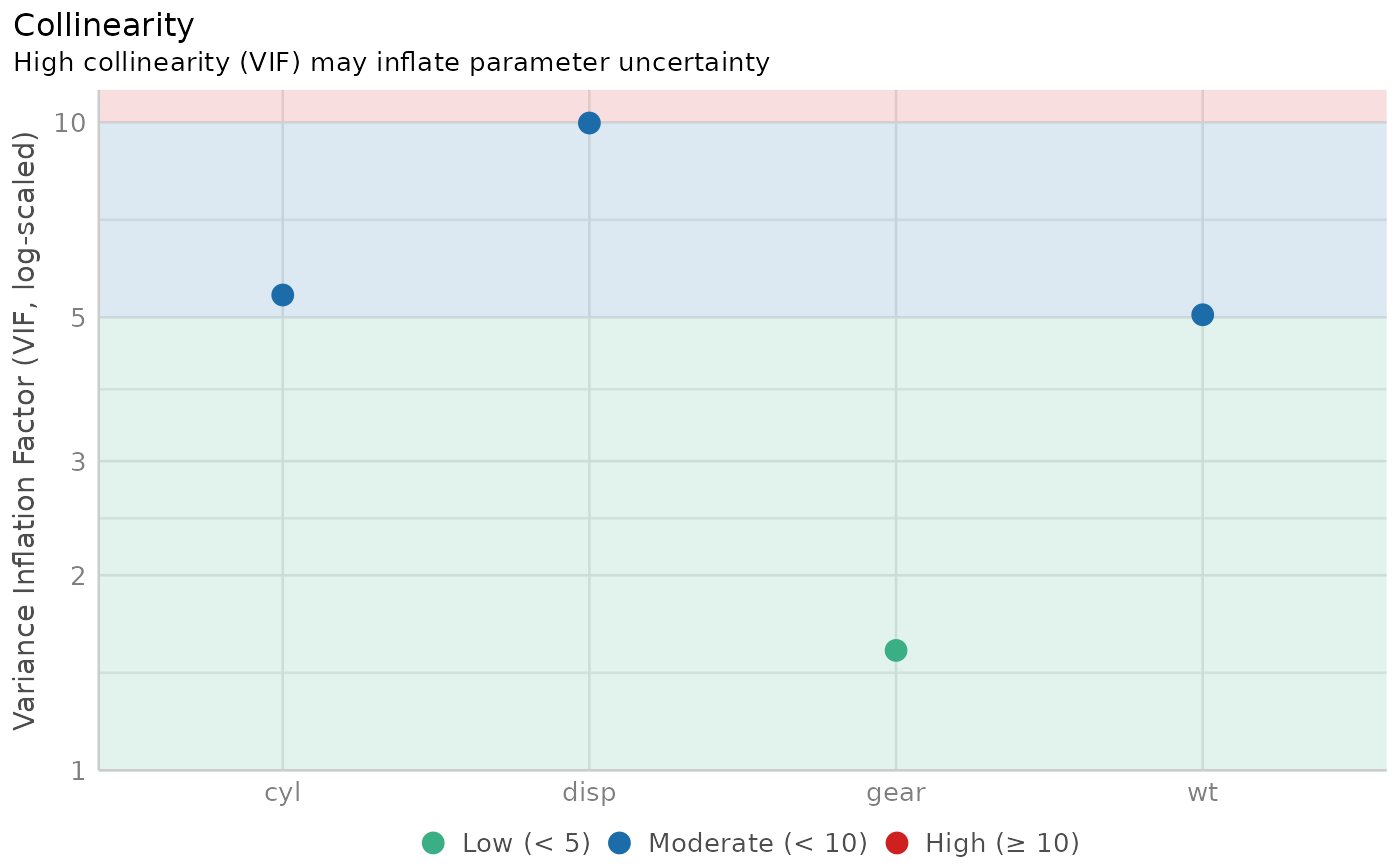 Collinearity
High collinearity (VIF) may inflate parameter uncertainty
Variance Inflation Factor (VIF, log-scaled)
10
5
3
2
1
cyl disp gear wt
Low (< 5) Moderate (< 10) High (≥ 10)